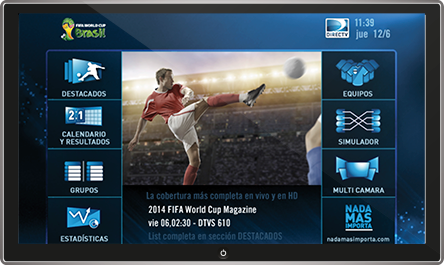 FIFA WORLD CUP
Brasil
DIRECTV
11:39
jue 12/6
DESTACADOS
2:1
CALENDARIO
Y RESULTADOS
GRUPOS
ESTADÍSTICAS
EQUIPOS
SIMULADOR
MULTI CAMARA
NADA
MAS
IMPORTA
nadamasimporta.com
La cobertura más completa en vivo y en HD
2014 FIFA World Cup Magazine
vie 06,02:30 - DTVS 610
List completa en sección DESTACADOS